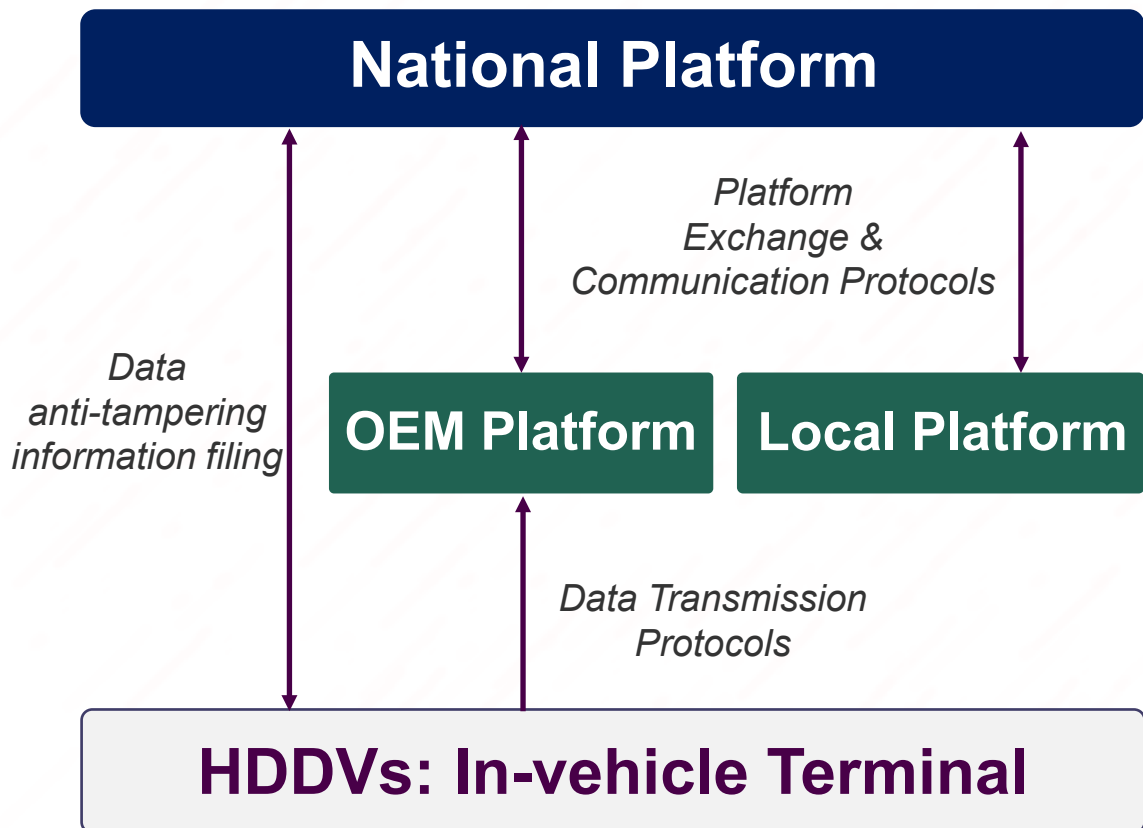 National Platform
Platform
Exchange &
Communication Protocols
Data
anti-tampering
information filing
OEM Platform
Local Platform
Data Transmission
Protocols
HDDVs: In-vehicle Terminal